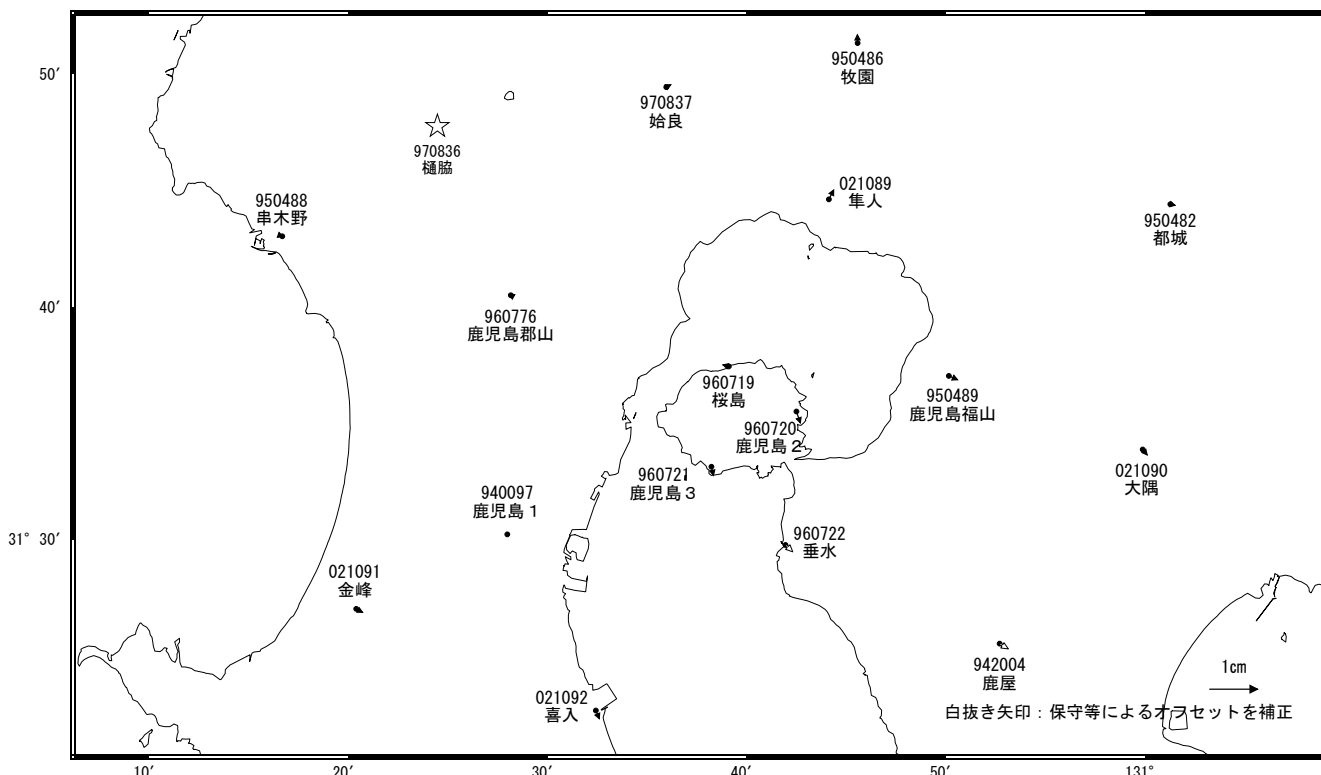 50′
40′
31° 30′
950486
牧園
970837
姶良
970836
樋脇
021089
隼人
950488
串木野
950482
都城
960776
鹿児島郡山
960719
桜島
950489
鹿児島福山
960720
鹿児島２
960721
鹿児島３
021090
大隅
940097
鹿児島１
960722
垂水
021091
金峰
942004
鹿屋
1cm
021092
喜入
白抜き矢印：保守等によるオフセットを補正
10′
20′
30′
40′
50′
131°